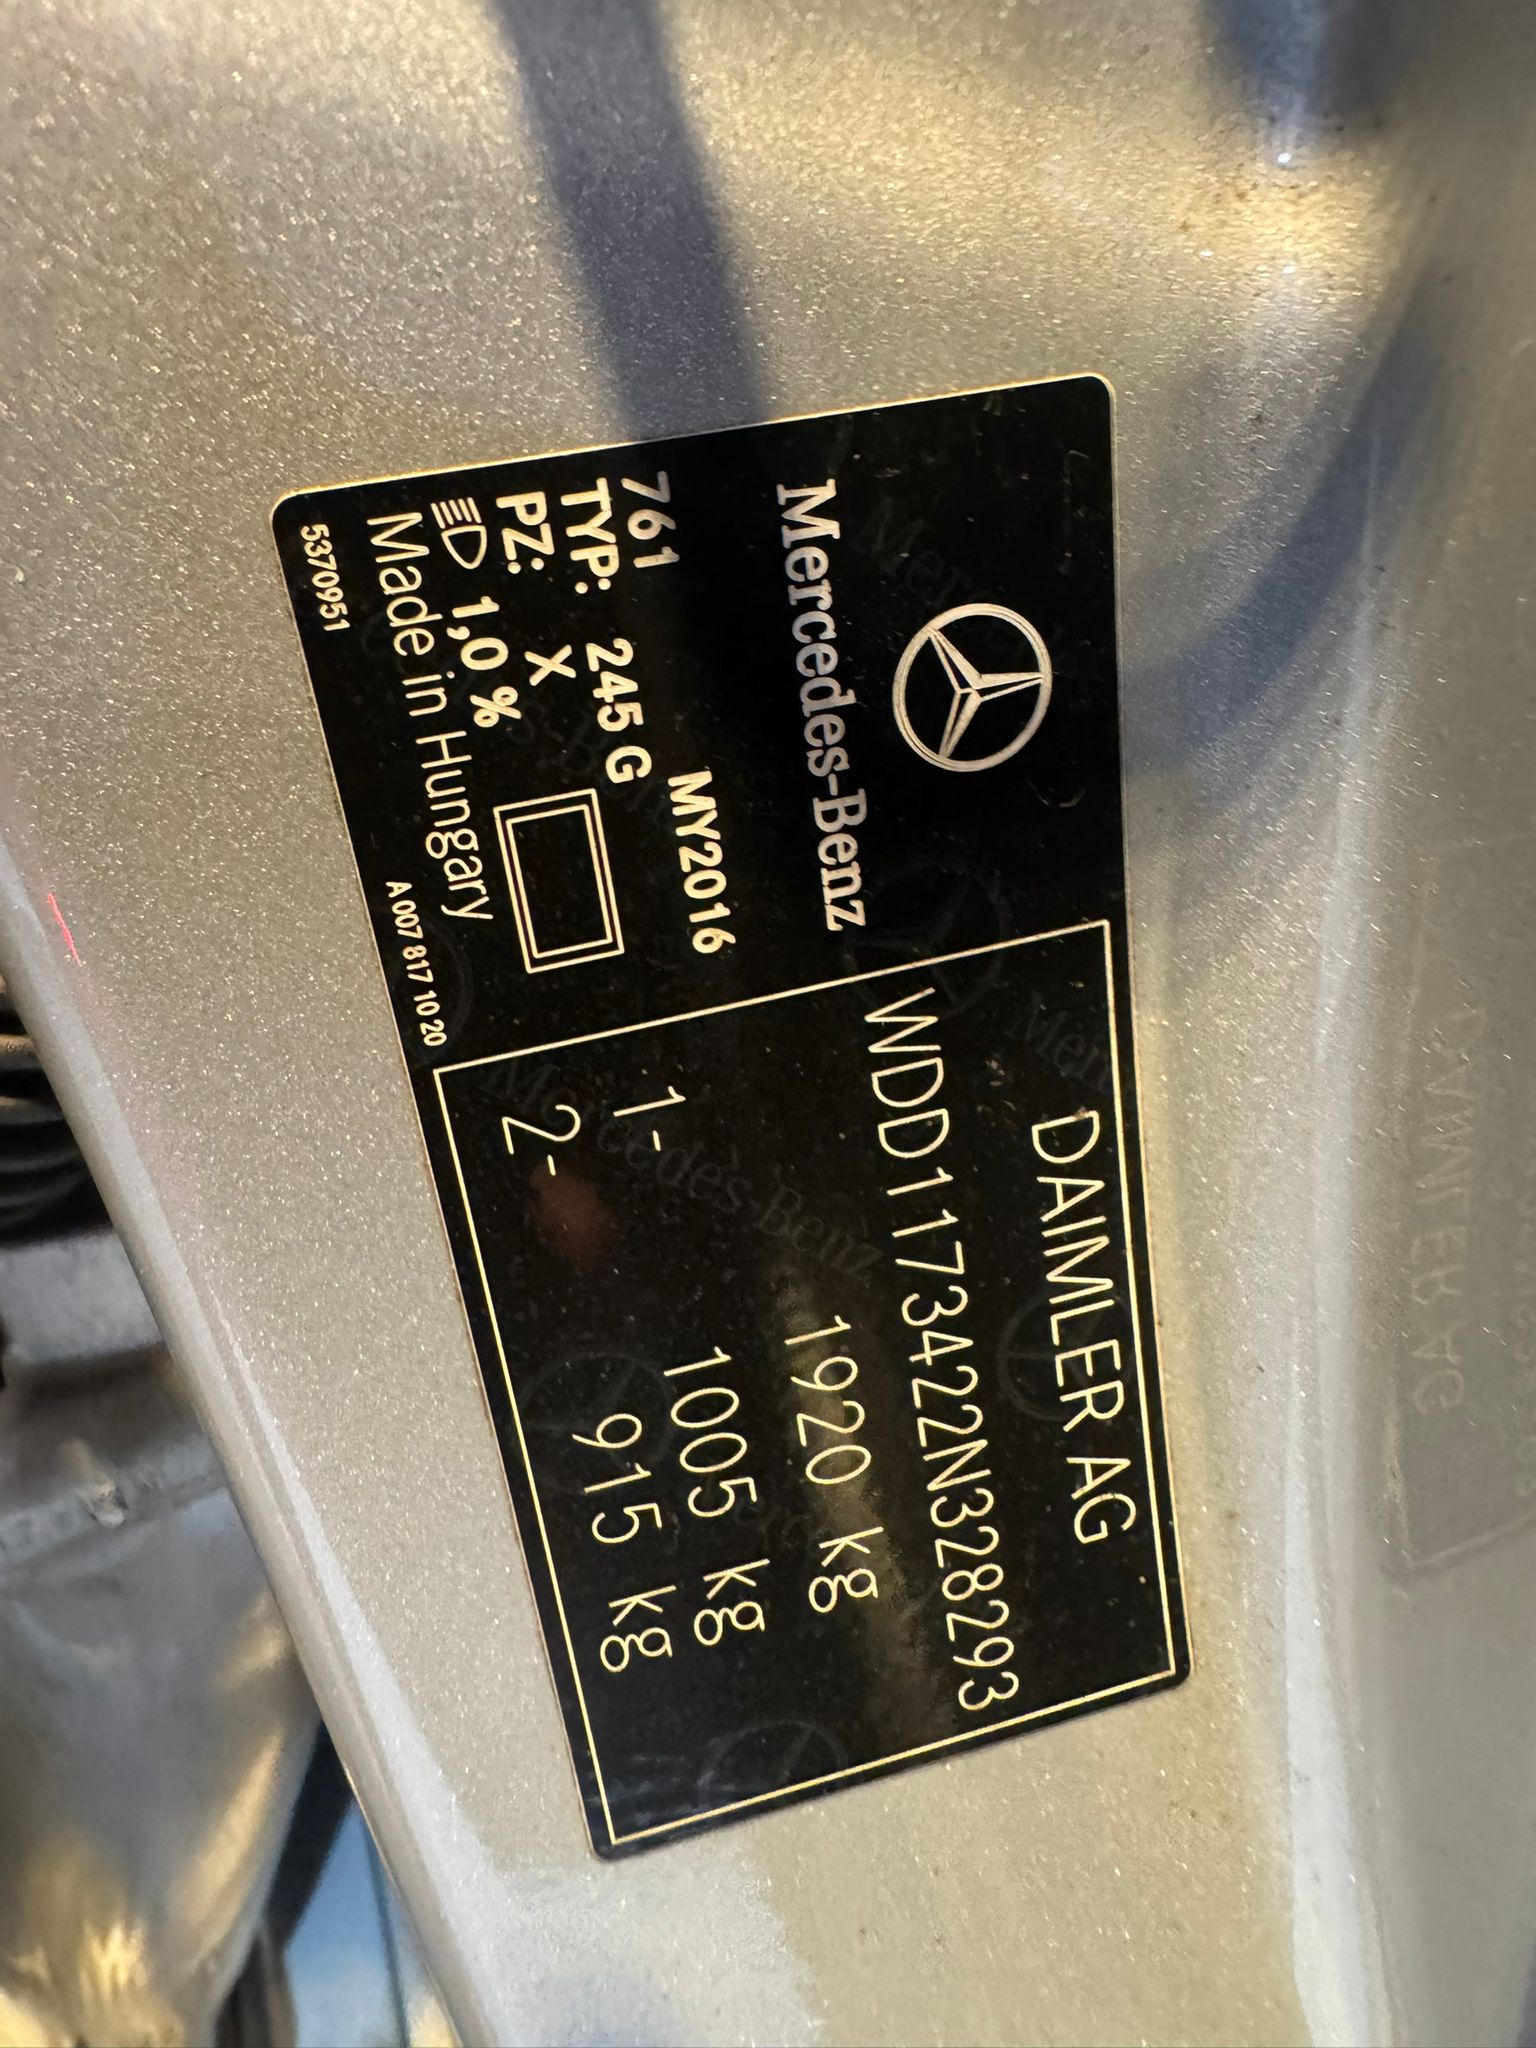 Mercedes-Benz
761 MY2016
TYP: 245 G
PZ: X
1,0 %
Made in Hungary
5370951 A 007 817 10 20
DAIMLER AG
WDD1173422N328293
1920 kg
1- 1005 kg
2- 915 kg